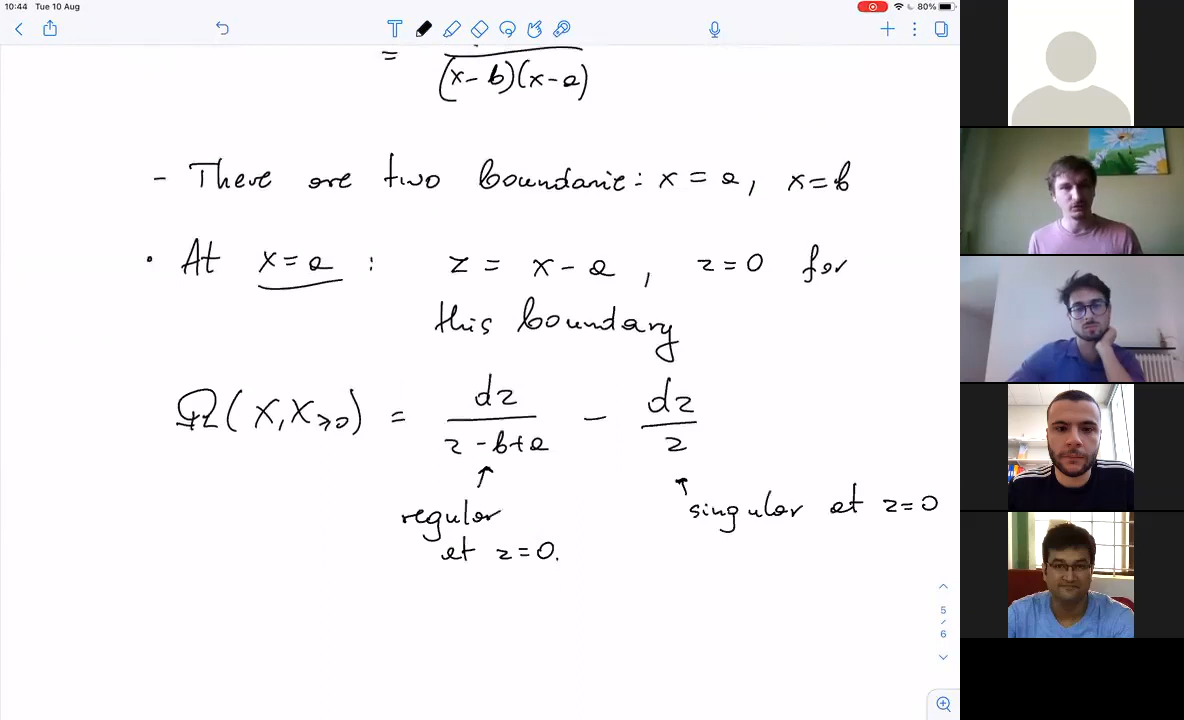 10:44 Tue 10 Aug
80%
=
(x-b)(x-a)
- There are two boundarie: x=a, x=b
• At x=a : z = x-a, z=0 for
this boundary
Ω(X,X≥0) = dz/(z-b+a) - dz/z
↑ ↑
regular
at z=0.
singular at z=0
5
/
6